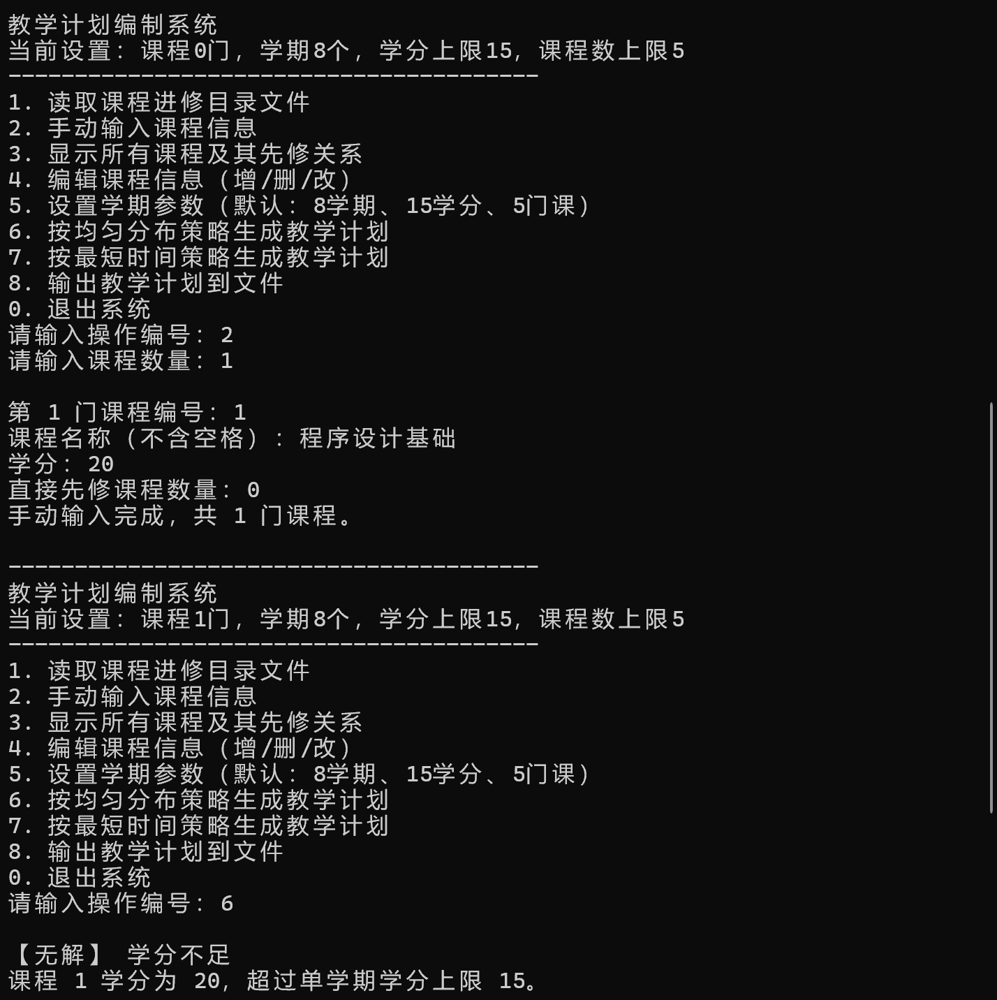 教学计划编制系统
当前设置：课程0门，学期8个，学分上限15，课程数上限5
----------------------------------------
1. 读取课程进修目录文件
2. 手动输入课程信息
3. 显示所有课程及其先修关系
4. 编辑课程信息（增/删/改）
5. 设置学期参数（默认：8学期、15学分、5门课）
6. 按均匀分布策略生成教学计划
7. 按最短时间策略生成教学计划
8. 输出教学计划到文件
0. 退出系统
请输入操作编号：2
请输入课程数量：1
第 1 门课程编号：1
课程名称（不含空格）：程序设计基础
学分：20
直接先修课程数量：0
手动输入完成，共 1 门课程。
----------------------------------------
教学计划编制系统
当前设置：课程1门，学期8个，学分上限15，课程数上限5
----------------------------------------
1. 读取课程进修目录文件
2. 手动输入课程信息
3. 显示所有课程及其先修关系
4. 编辑课程信息（增/删/改）
5. 设置学期参数（默认：8学期、15学分、5门课）
6. 按均匀分布策略生成教学计划
7. 按最短时间策略生成教学计划
8. 输出教学计划到文件
0. 退出系统
请输入操作编号：6
【无解】 学分不足
课程 1 学分为 20，超过单学期学分上限 15。